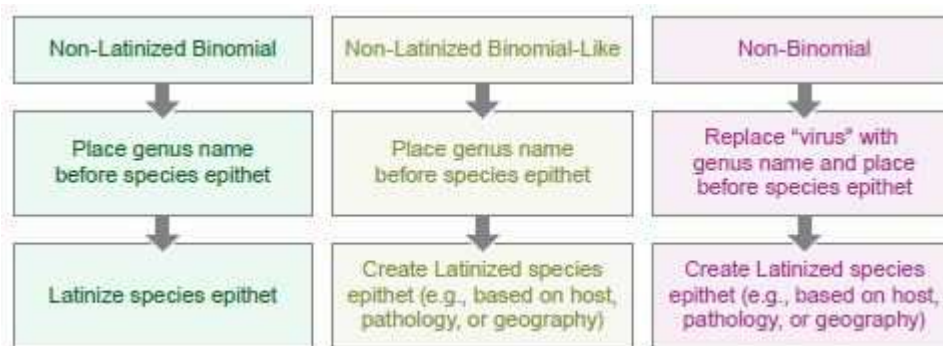 Non-Latinized Binomial
Non-Latinized Binomial-Like
Non-Binomial
Place genus name
before species epithet
Place genus name
before species epithet
Replace “virus” with
genus name and place
before species epithet
Latinize species epithet
Create Latinized species
epithet (e.g., based on host,
pathology, or geography)
Create Latinized species
epithet (e.g., based on host,
pathology, or geography)